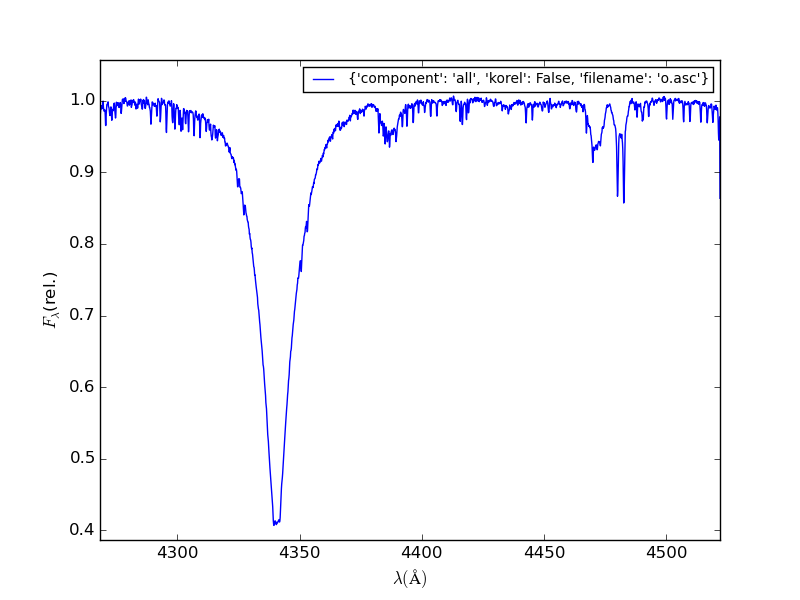 {'component': 'all', 'korel': False, 'filename': 'o.asc'}
1.0
0.9
0.8
0.7
0.6
0.5
0.4
F_λ(rel.)
4300 4350 4400 4450 4500
λ(Å)